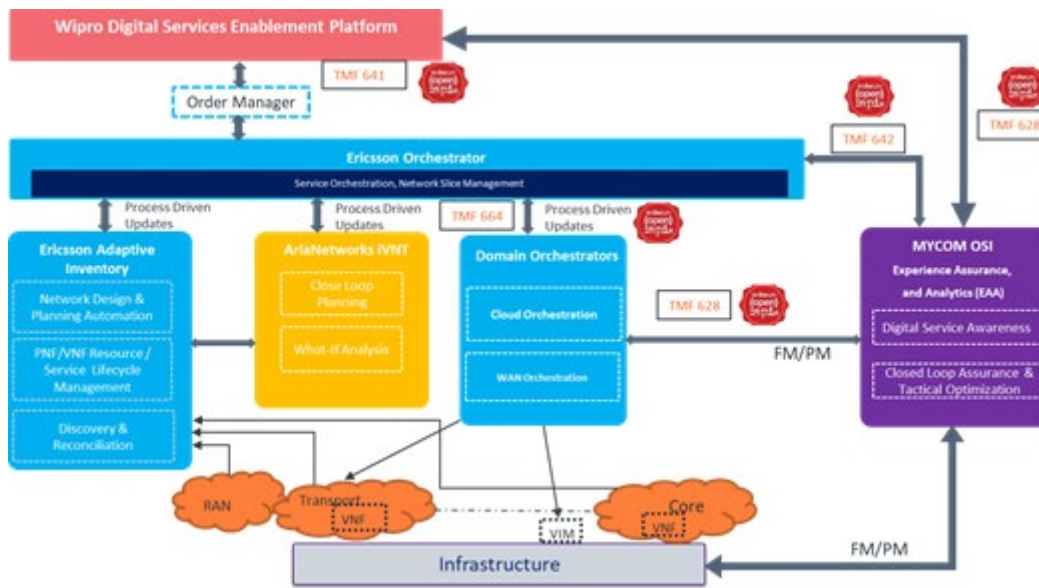 Wipro Digital Services Enablement Platform
TMF 641
Order Manager
TMF 642
TMF 628
Ericsson Orchestrator
Service Orchestration, Network Slice Management
Process Driven
Updates
Process Driven
Updates
TMF 664
Process Driven
Updates
Ericsson Adaptive
Inventory
Network Design &
Planning Automation
PNF/VNF Resource /
Service Lifecycle
Management
Discovery &
Reconciliation
AriaNetworks iVNT
Close Loop
Planning
What-If Analysis
Domain Orchestrators
Cloud Orchestration
WAN Orchestration
TMF 628
FM/PM
MYCOM OSI
Experience Assurance,
and Analytics (EAA)
Digital Service Awareness
Closed Loop Assurance &
Tactical Optimization
RAN
Transport
VNF
VIM
Core
VNF
Infrastructure
FM/PM